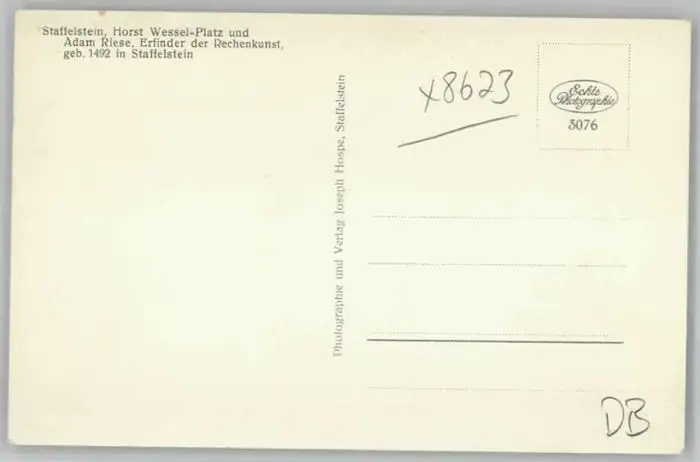 Staffelstein, Horst Wessel-Platz und
Adam Riese, Erfinder der Rechenkunst,
geb. 1492 in Staffelstein
Photographie und Verlag Joseph Hospe, Staffelstein
x8623
Echte
Photographie
3076
DB